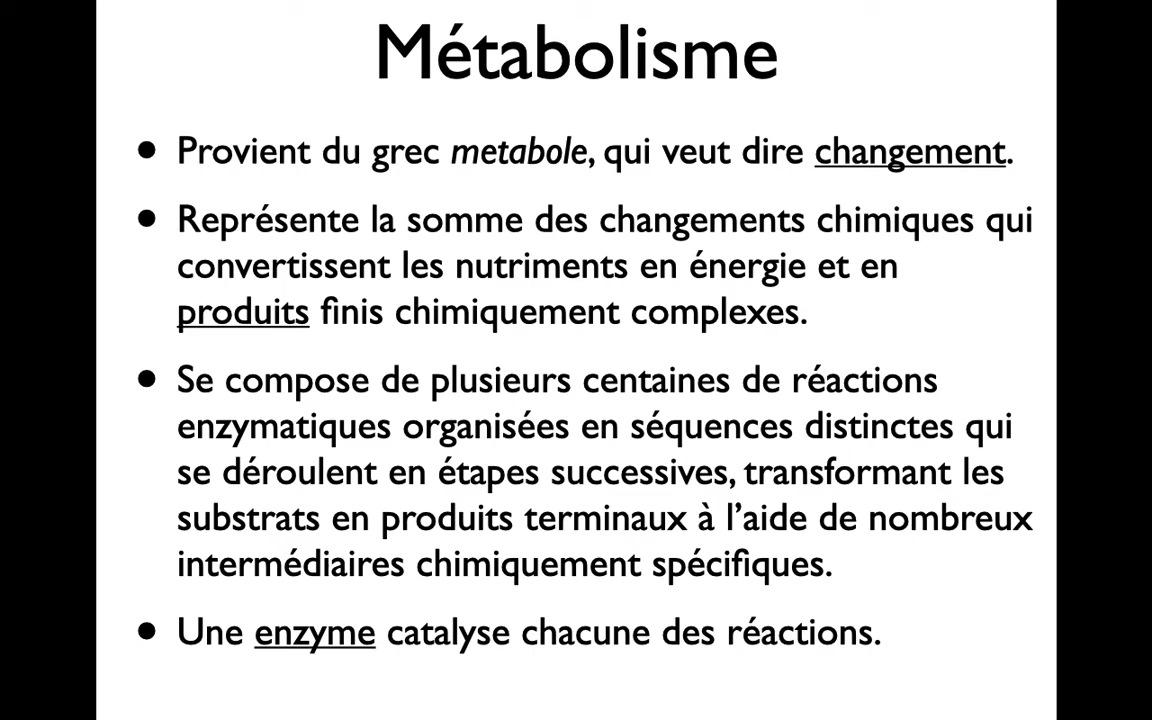 Métabolisme
• Provient du grec metabole, qui veut dire changement.
• Représente la somme des changements chimiques qui
convertissent les nutriments en énergie et en
produits finis chimiquement complexes.
• Se compose de plusieurs centaines de réactions
enzymatiques organisées en séquences distinctes qui
se déroulent en étapes successives, transformant les
substrats en produits terminaux à l’aide de nombreux
intermédiaires chimiquement spécifiques.
• Une enzyme catalyse chacune des réactions.